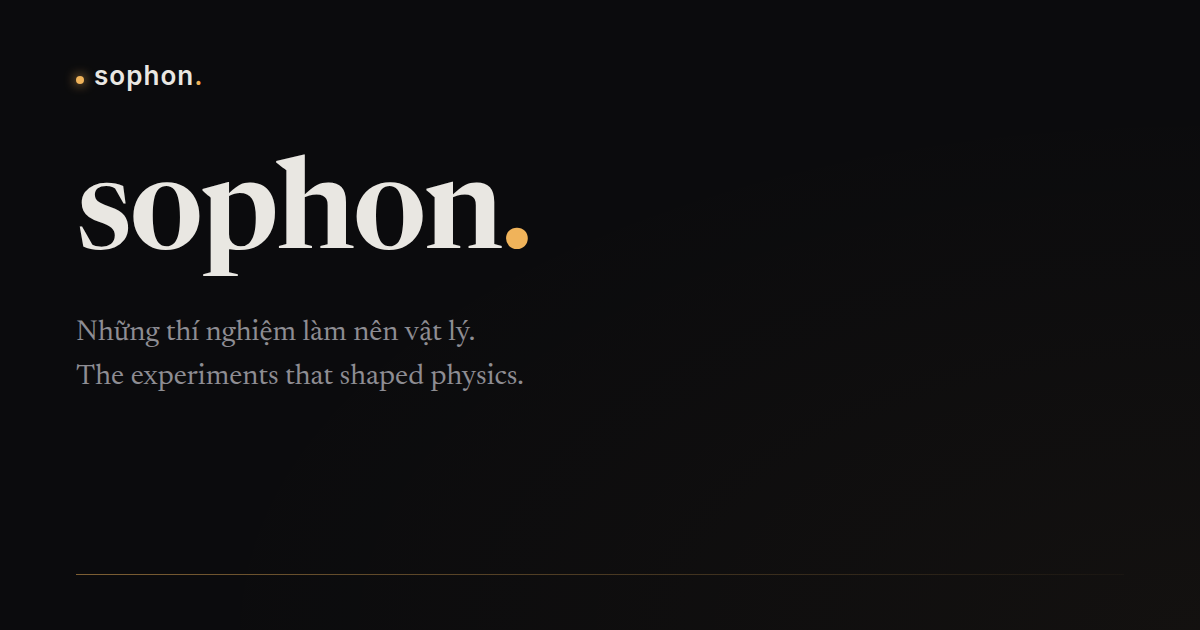 sophon.
sophon.
Những thí nghiệm làm nên vật lý.
The experiments that shaped physics.